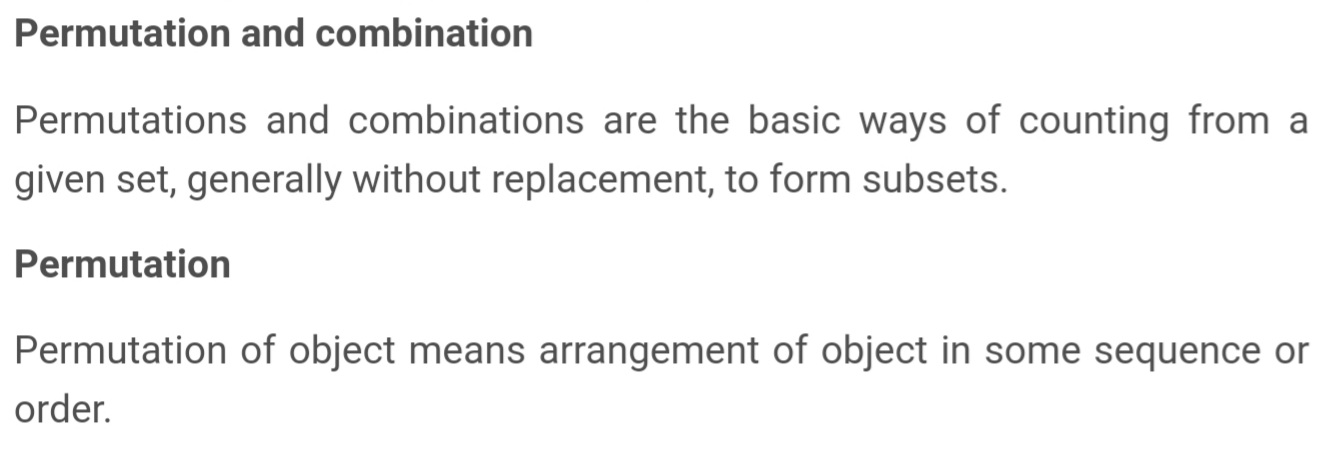 Permutation and combination
Permutations and combinations are the basic ways of counting from a
given set, generally without replacement, to form subsets.
Permutation
Permutation of object means arrangement of object in some sequence or
order.